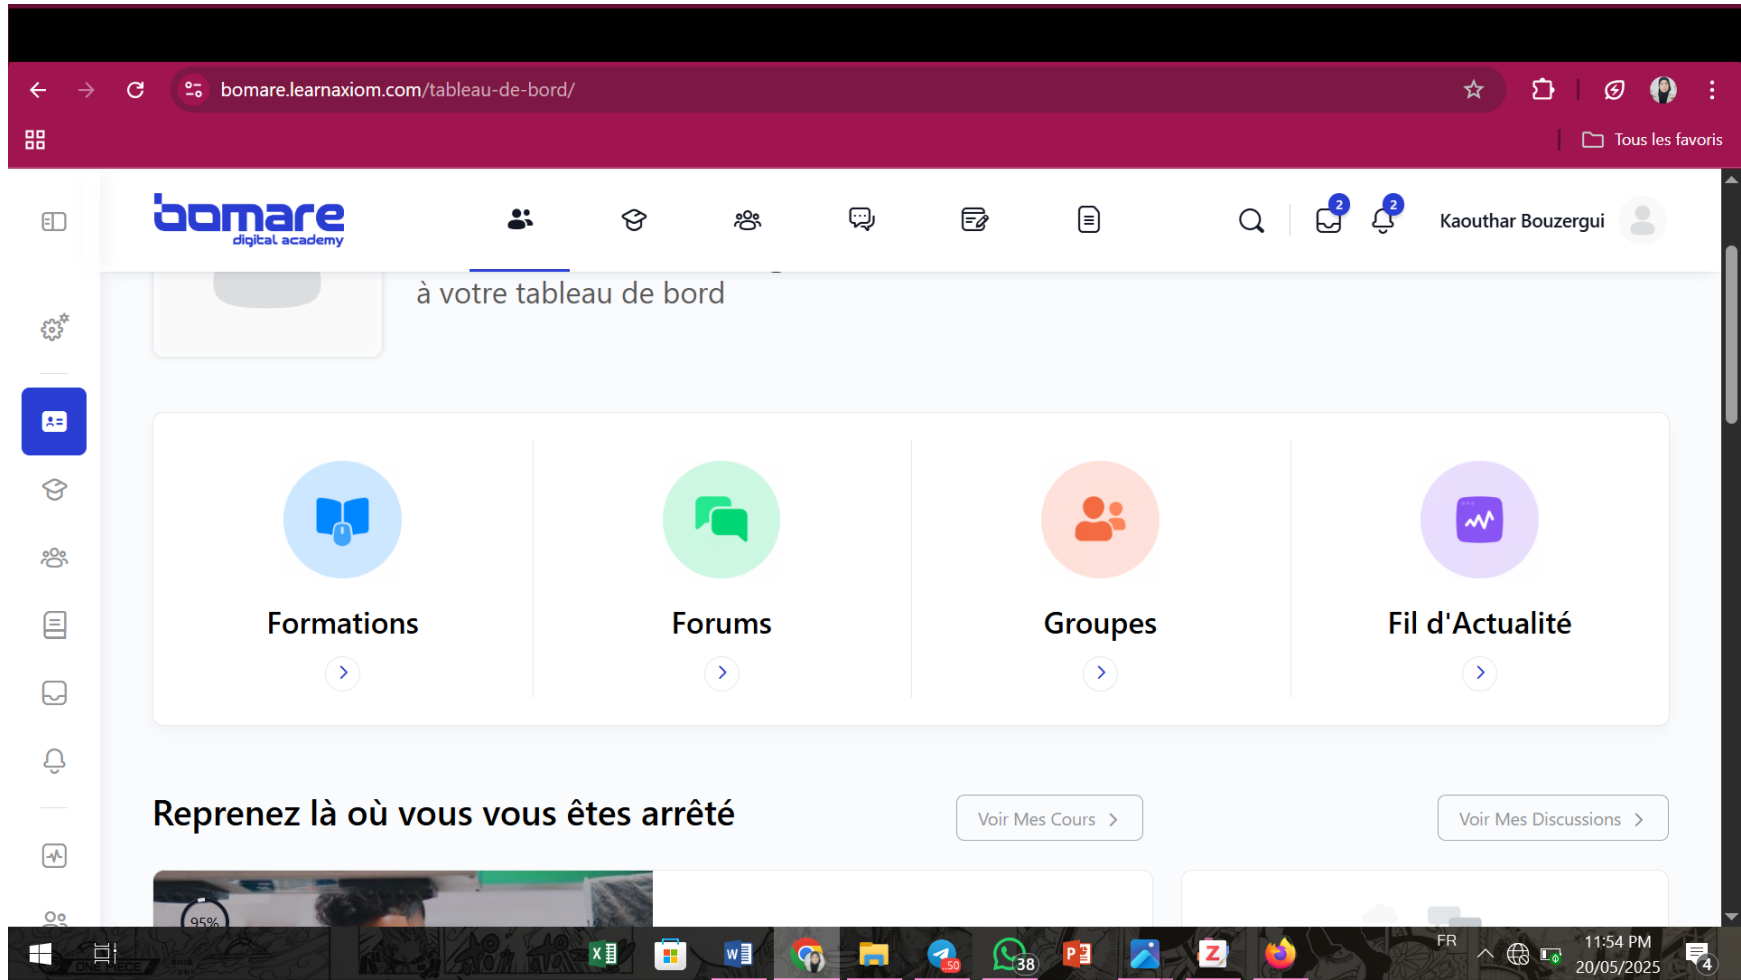 bomare.learnaxiom.com/tableau-de-bord/
Tous les favoris
bomare
digital academy
2
2
Kaouthar Bouzergui
à votre tableau de bord
Formations
Forums
Groupes
Fil d'Actualité
Reprenez là où vous vous êtes arrêté
Voir Mes Cours
Voir Mes Discussions
95%
ONE PIECE
50
38
FR
11:54 PM
20/05/2025
4